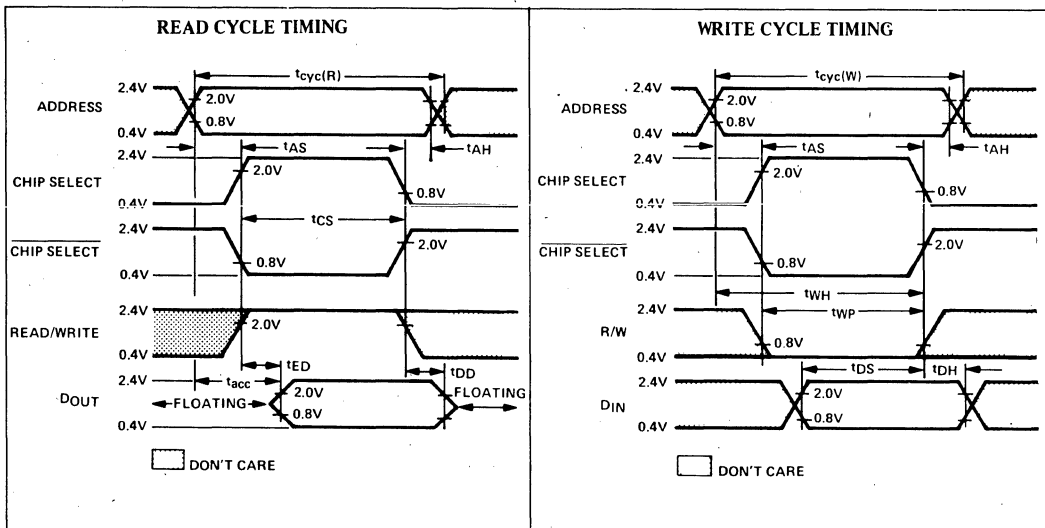 READ CYCLE TIMING
tcyc(R)
2.4V
ADDRESS
2.0V
0.8V
0.4V
tAS
tAH
2.4V
CHIP SELECT
2.0V
0.8V
0.4V
tCS
2.4V
CHIP SELECT
2.0V
0.8V
0.4V
2.4V
READ/WRITE
2.0V
0.4V
tED
tDD
2.4V
tacc
DOUT
FLOATING
FLOATING
2.0V
0.8V
0.4V
DON'T CARE
WRITE CYCLE TIMING
tcyc(W)
2.4V
ADDRESS
2.0V
0.8V
0.4V
tAS
tAH
2.4V
CHIP SELECT
2.0V
0.8V
0.4V
2.4V
CHIP SELECT
2.0V
0.8V
0.4V
tWH
2.4V
tWP
R/W
0.8V
0.4V
tDS
tDH
2.4V
DIN
2.0V
0.8V
0.4V
DON'T CARE